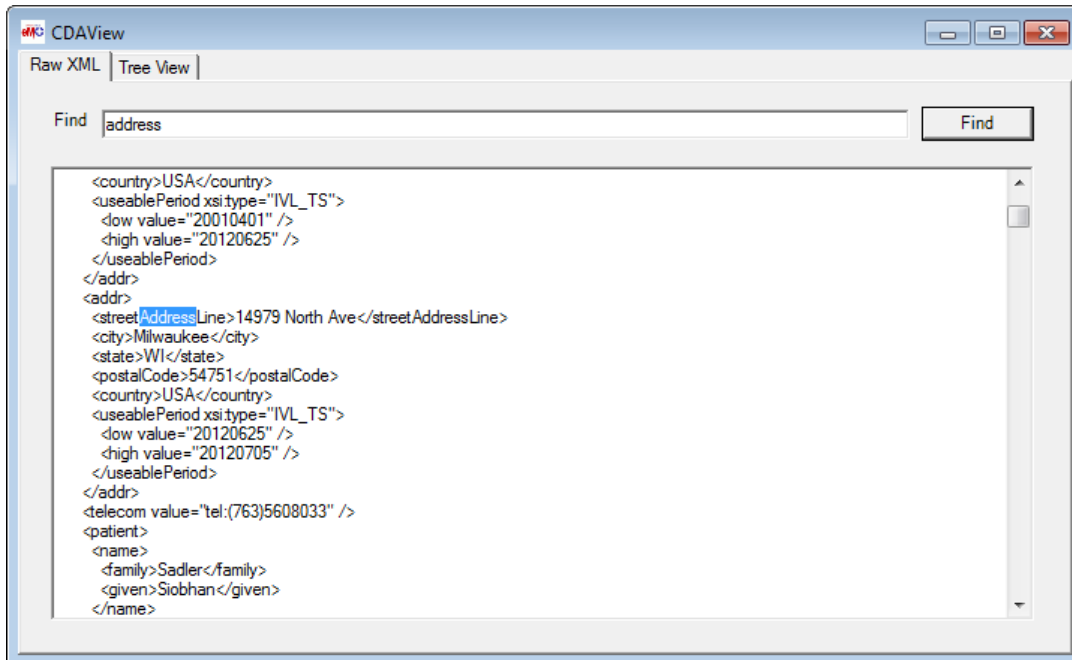 eMC CDAView
Raw XML Tree View
Find address Find
<country>USA</country>
<useablePeriod xsi:type="IVL_TS">
<low value="20010401" />
<high value="20120625" />
</useablePeriod>
</addr>
<addr>
<streetAddressLine>14979 North Ave</streetAddressLine>
<city>Milwaukee</city>
<state>WI</state>
<postalCode>54751</postalCode>
<country>USA</country>
<useablePeriod xsi:type="IVL_TS">
<low value="20120625" />
<high value="20120705" />
</useablePeriod>
</addr>
<telecom value="tel:(763)5608033" />
<patient>
<name>
<family>Sadler</family>
<given>Siobhan</given>
</name>